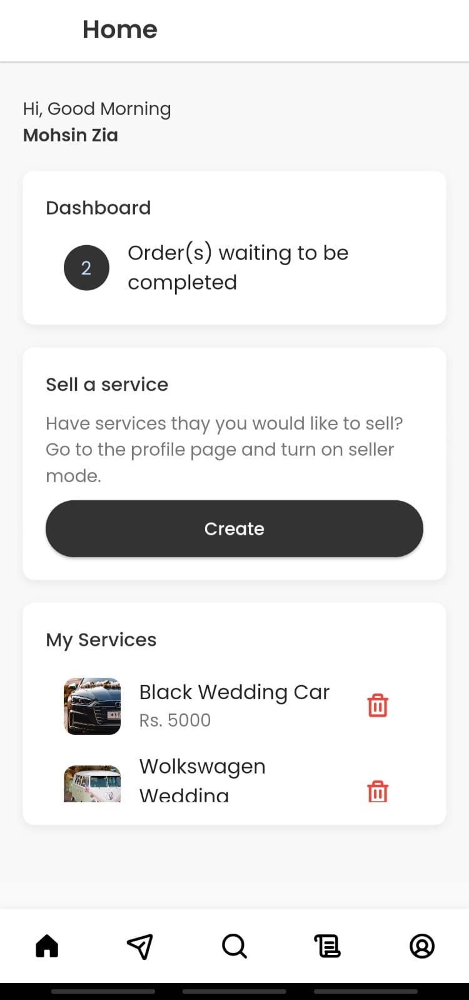 Home
Hi, Good Morning
Mohsin Zia
Dashboard
2
Order(s) waiting to be
completed
Sell a service
Have services thay you would like to sell?
Go to the profile page and turn on seller
mode.
Create
My Services
Black Wedding Car
Rs. 5000
Wolkswagen
Wedding